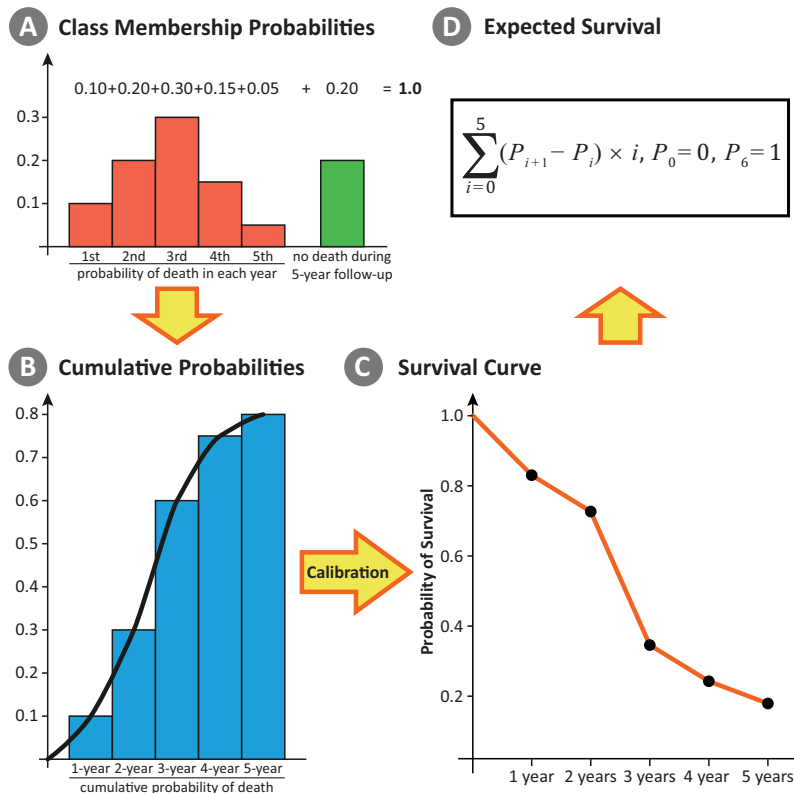 A Class Membership Probabilities
0.10+0.20+0.30+0.15+0.05 + 0.20 = 1.0
0.3
0.2
0.1
1st 2nd 3rd 4th 5th
probability of death in each year
no death during
5-year follow-up
D Expected Survival
5
∑(P_{i+1} − P_i) × i, P_0 = 0, P_6 = 1
i=0
B Cumulative Probabilities
0.8
0.7
0.6
0.5
0.4
0.3
0.2
0.1
1-year 2-year 3-year 4-year 5-year
cumulative probability of death
Calibration
C Survival Curve
Probability of Survival
1.0
0.8
0.6
0.4
0.2
1 year 2 years 3 years 4 year 5 years